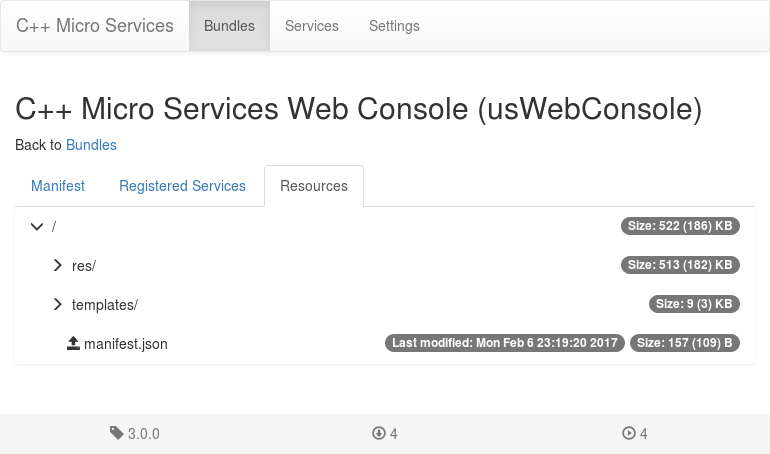 C++ Micro Services Bundles Services Settings
C++ Micro Services Web Console (usWebConsole)
Back to Bundles
Manifest Registered Services Resources
/ Size: 522 (186) KB
res/ Size: 513 (182) KB
templates/ Size: 9 (3) KB
manifest.json Last modified: Mon Feb 6 23:19:20 2017 Size: 157 (109) B
3.0.0 4 4